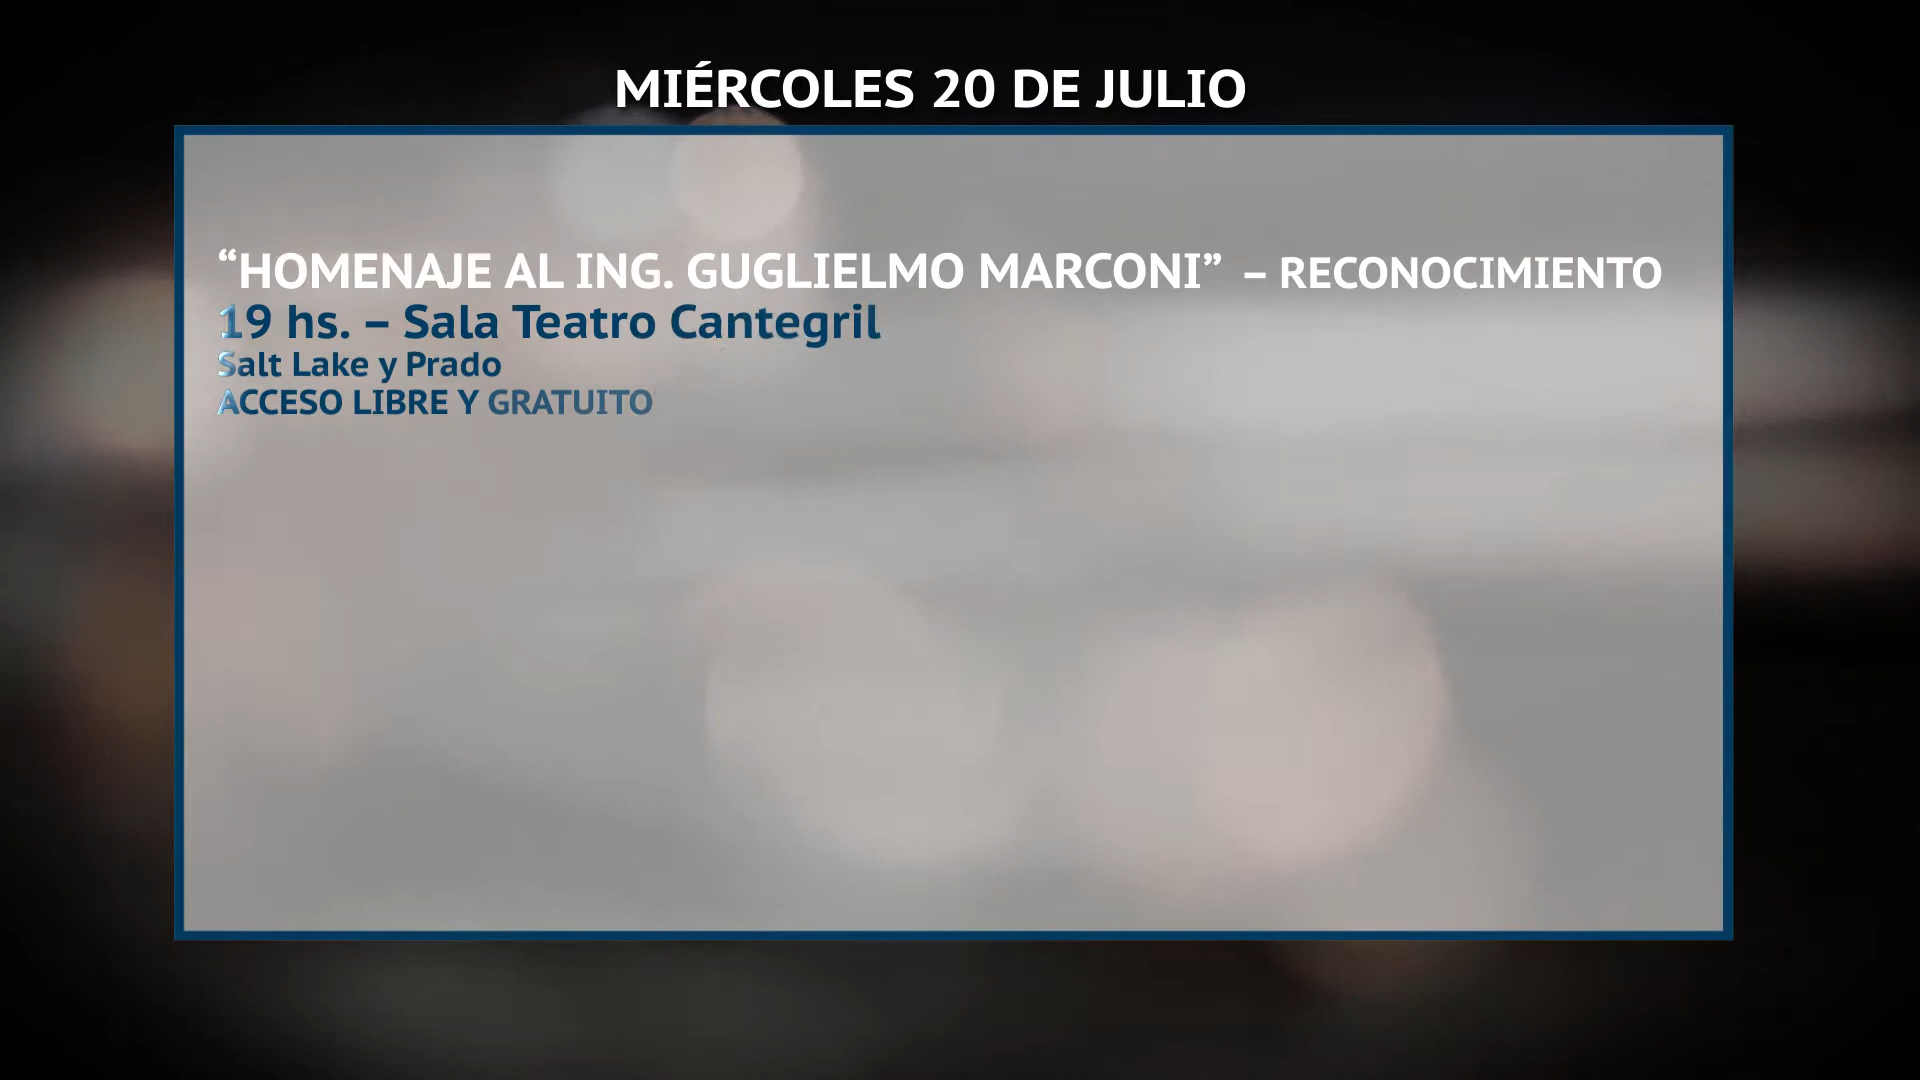 MIÉRCOLES 20 DE JULIO
“HOMENAJE AL ING. GUGLIELMO MARCONI” – RECONOCIMIENTO
19 hs. – Sala Teatro Cantegril
Salt Lake y Prado
ACCESO LIBRE Y GRATUITO